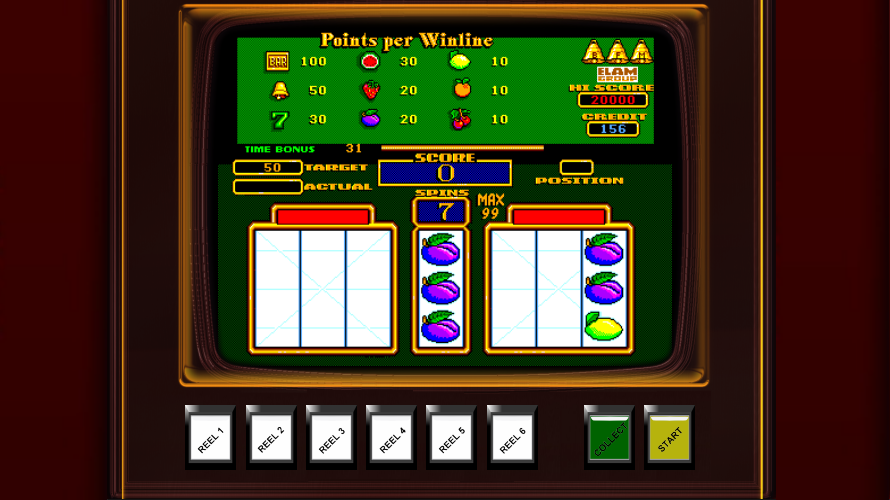 Points per Winline
BAR 100 30 10
50 20 10
7 30 20 10
ELAM
GROUP
HI SCORE
20000
CREDIT
156
TIME BONUS 31
50 TARGET
ACTUAL
SCORE
0
POSITION
SPINS
7
MAX
99
REEL 1
REEL 2
REEL 3
REEL 4
REEL 5
REEL 6
COLLECT
START